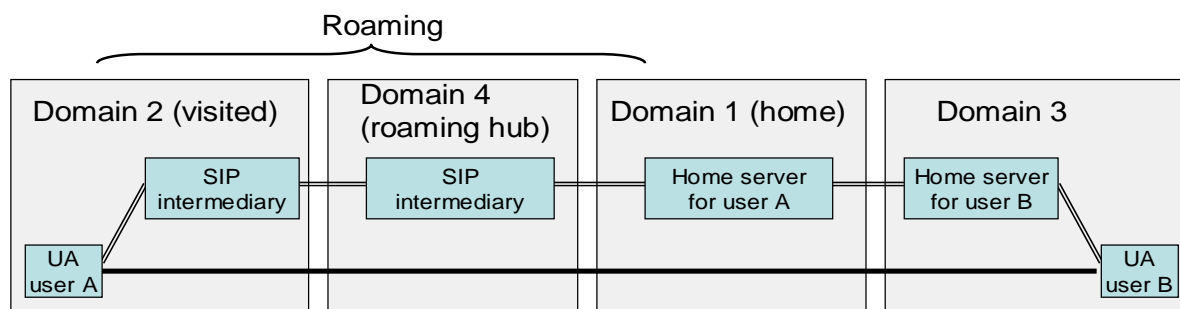 Roaming
Domain 2 (visited)
Domain 4
(roaming hub)
Domain 1 (home)
Domain 3
SIP
intermediary
SIP
intermediary
Home server
for user A
Home server
for user B
UA
user A
UA
user B